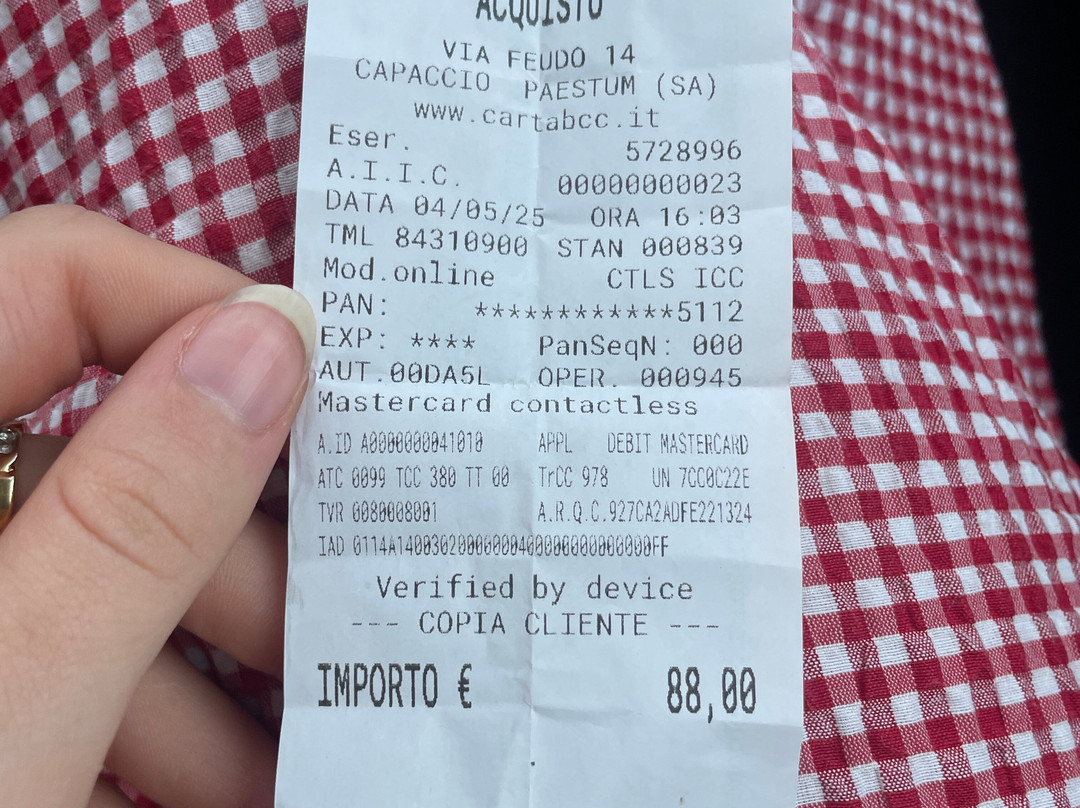 ACQUISTO
VIA FEUDO 14
CAPACCIO PAESTUM (SA)
www.cartabcc.it
Eser. 5728996
A.I.I.C. 00000000023
DATA 04/05/25 ORA 16:03
TML 84310900 STAN 000839
Mod.online CTLS ICC
PAN: ************5112
EXP: **** PanSeqN: 000
AUT.00DA5L OPER. 000945
Mastercard contactless
A.ID A0000000041010 APPL DEBIT MASTERCARD
ATC 0099 TCC 380 TT 00 TrCC 978 UN 7CC0C22E
TVR 0080008001 A.R.Q.C.927CA2ADFE221324
IAD
Verified by device
--- COPIA CLIENTE ---
IMPORTO € 88,00